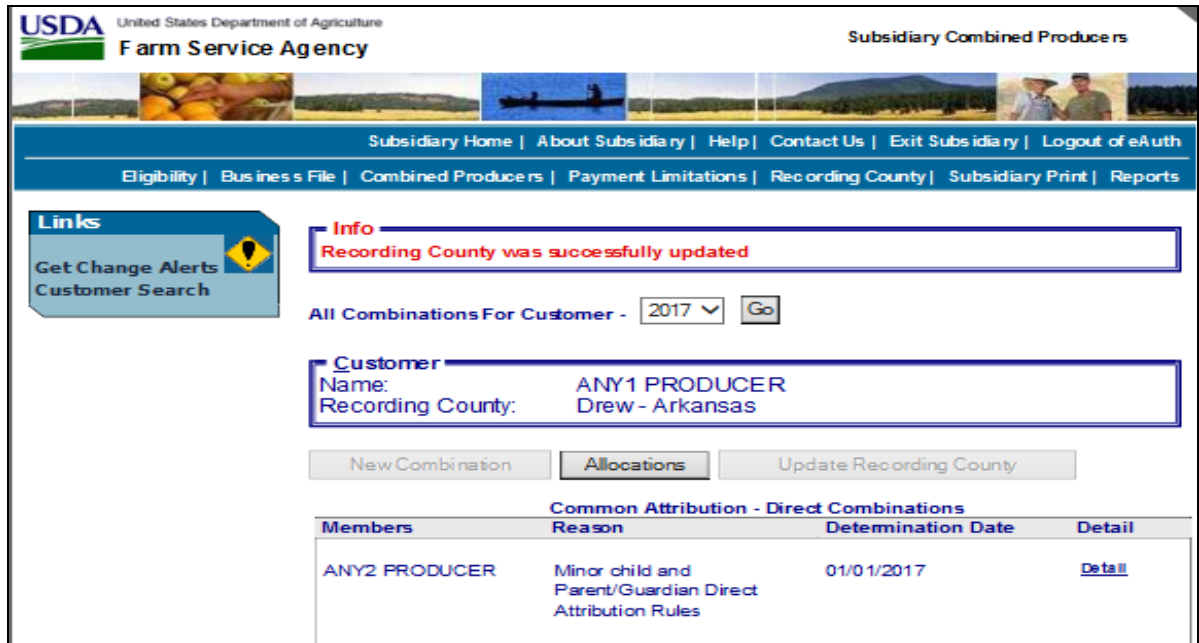 USDA United States Department of Agriculture
Farm Service Agency
Subsidiary Combined Producers
Subsidiary Home | About Subsidiary | Help | Contact Us | Exit Subsidiary | Logout of eAuth
Eligibility | Business File | Combined Producers | Payment Limitations | Recording County | Subsidiary Print | Reports
Links
Get Change Alerts
Customer Search
Info
Recording County was successfully updated
All Combinations For Customer - 2017 Go
Customer
Name: ANY1 PRODUCER
Recording County: Drew - Arkansas
New Combination Allocations Update Recording County
Common Attribution - Direct Combinations
Members Reason Determination Date Detail
ANY2 PRODUCER Minor child and 01/01/2017 Detail
Parent/Guardian Direct
Attribution Rules